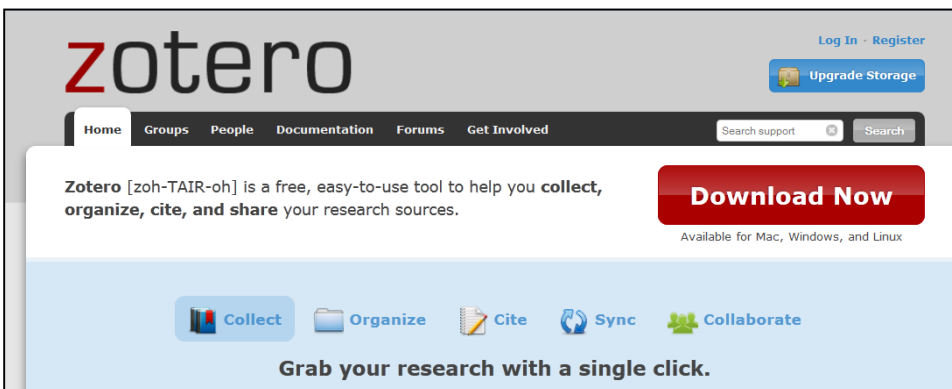 zotero
Log In · Register
Upgrade Storage
Home Groups People Documentation Forums Get Involved
Search support Search
Zotero [zoh-TAIR-oh] is a free, easy-to-use tool to help you collect,
organize, cite, and share your research sources.
Download Now
Available for Mac, Windows, and Linux
Collect Organize Cite Sync Collaborate
Grab your research with a single click.